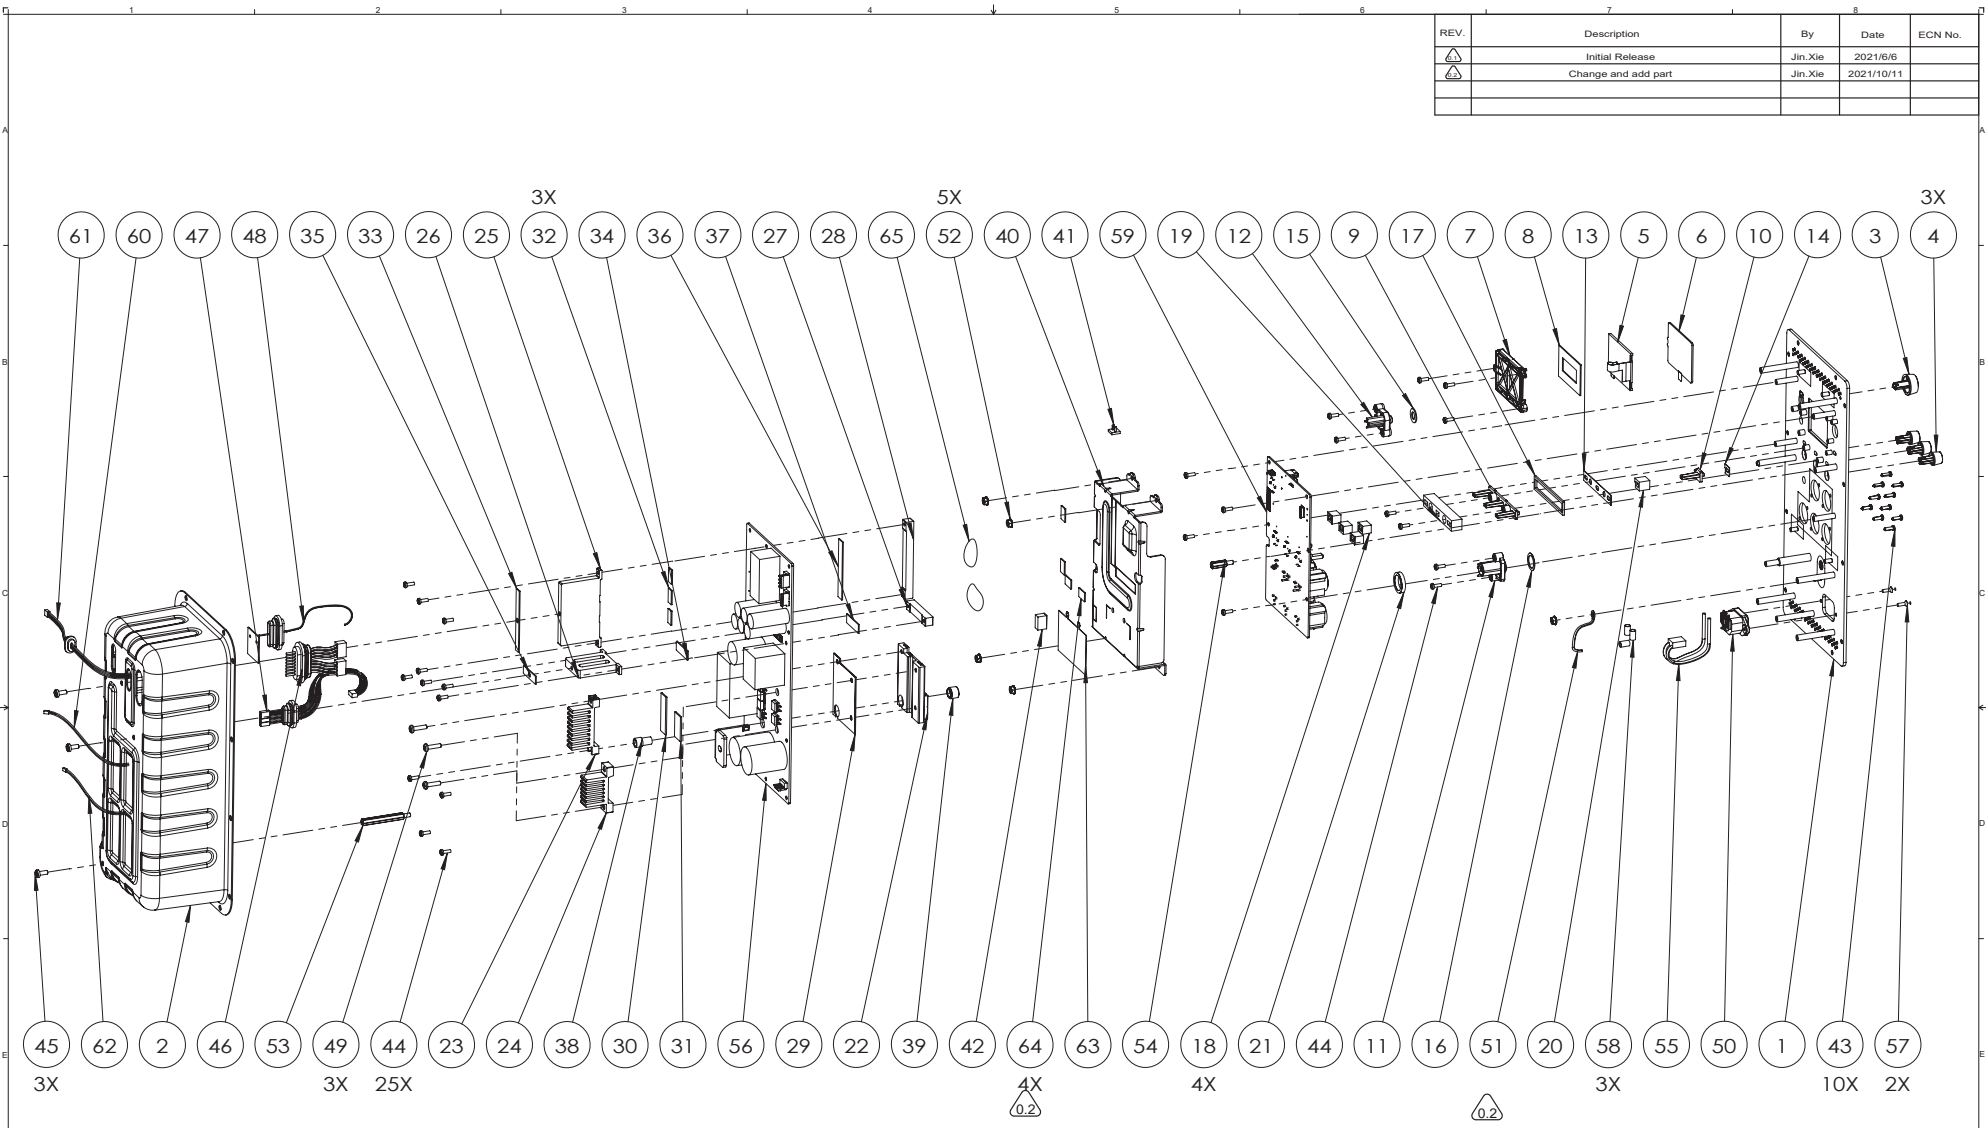 1 2 3 4 5 6 7 8
REV. Description By Date ECN No.
0.1 Initial Release Jin.Xie 2021/6/6
0.2 Change and add part Jin.Xie 2021/10/11
A A
3X 5X 3X
61 60 47 48 35 33 26 25 32 34 36 37 27 28 65 52 40 41 59 19 12 15 9 17 7 8 13 5 6 10 14 3 4
B B
C C
D D
45 62 2 46 53 49 44 23 24 38 30 31 56 29 22 39 42 64 63 54 18 21 44 11 16 51 20 58 55 50 1 43 57
E E
3X 3X 25X 4X 4X 3X 10X 2X
0.2 0.2